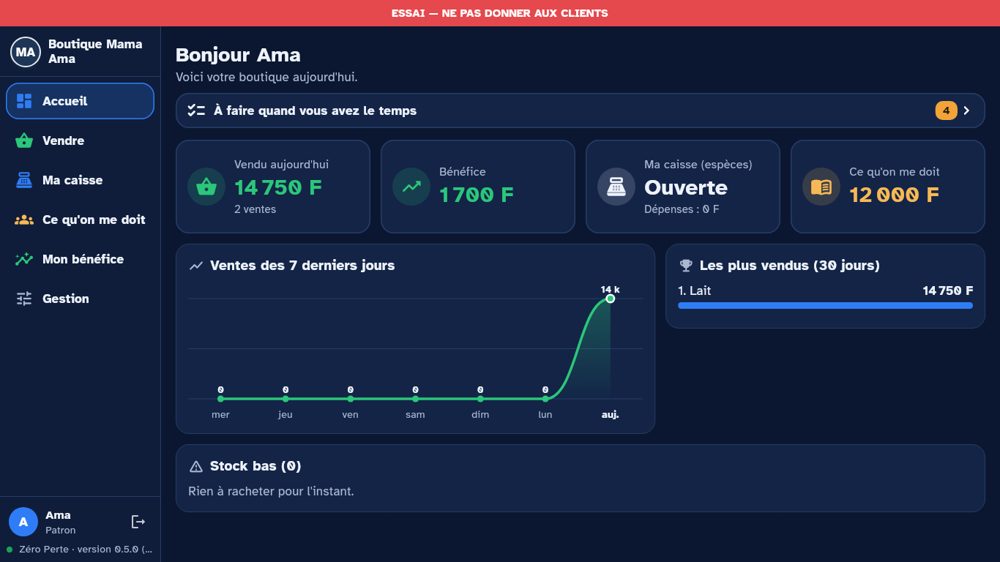 ESSAI — NE PAS DONNER AUX CLIENTS
MA
Boutique Mama
Ama
Accueil
Vendre
Ma caisse
Ce qu'on me doit
Mon bénéfice
Gestion
A
Ama
Patron
Zéro Perte · version 0.5.0 (...
Bonjour Ama
Voici votre boutique aujourd'hui.
À faire quand vous avez le temps
4
Vendu aujourd'hui
14 750 F
2 ventes
Bénéfice
1 700 F
Ma caisse (espèces)
Ouverte
Dépenses : 0 F
Ce qu'on me doit
12 000 F
Ventes des 7 derniers jours
14 k
0 0 0 0 0 0
mer jeu ven sam dim lun auj.
Les plus vendus (30 jours)
1. Lait 14 750 F
Stock bas (0)
Rien à racheter pour l'instant.